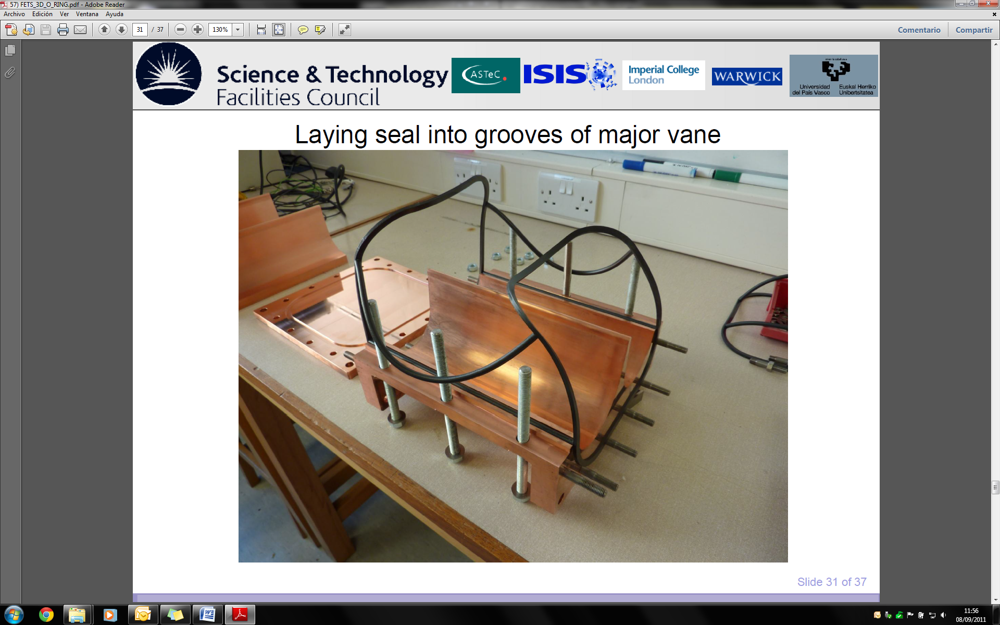 57) FETS_3D_O_RING.pdf - Adobe Reader
Archivo Edición Ver Ventana Ayuda
31 / 37 130% Comentario Compartir
Science & Technology
Facilities Council
ASTeC
ISIS
Imperial College
London
WARWICK
Universidad
del País Vasco
Euskal Herriko
Unibertsitatea
Laying seal into grooves of major vane
Slide 31 of 37
11:56
08/09/2011